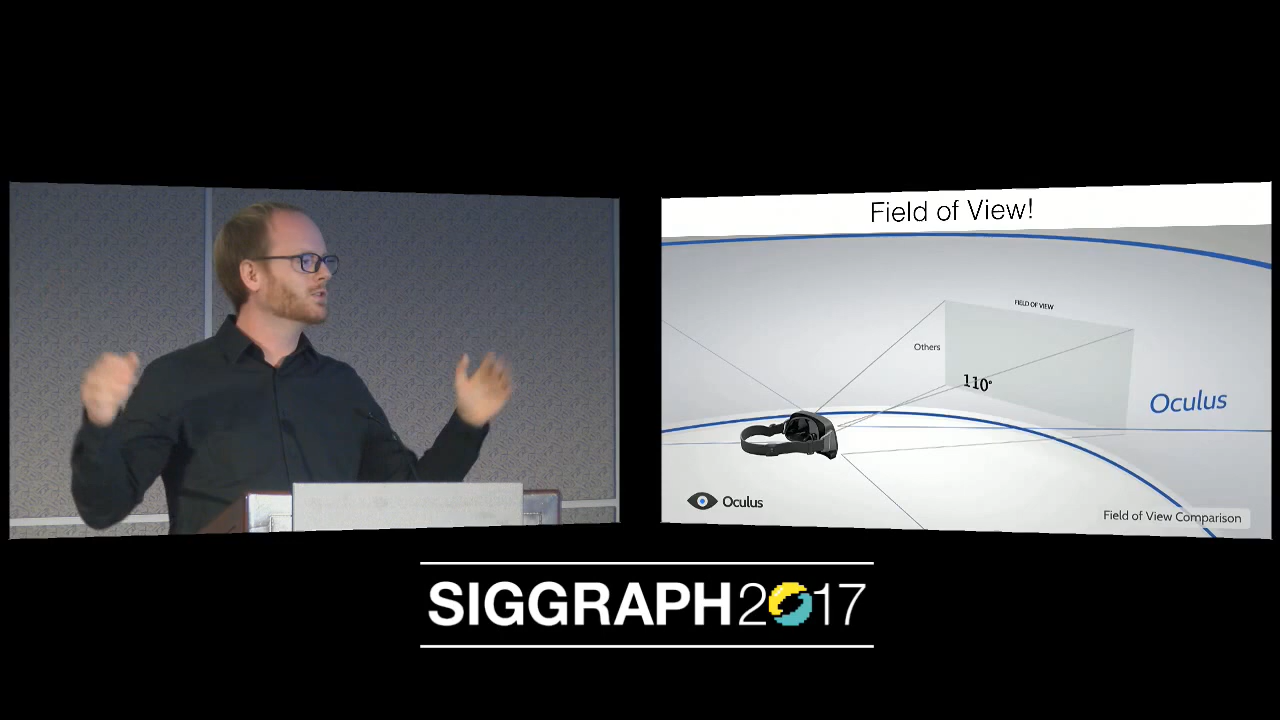 Field of View!
FIELD OF VIEW
Others
110°
Oculus
Oculus
Field of View Comparison
SIGGRAPH2017